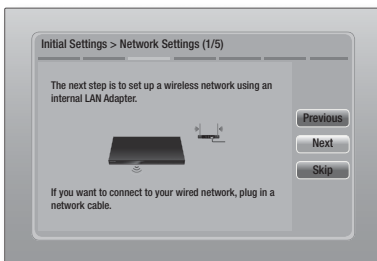 Initial Settings > Network Settings (1/5)
The next step is to set up a wireless network using an
internal LAN Adapter.
Previous
Next
Skip
If you want to connect to your wired network, plug in a
network cable.